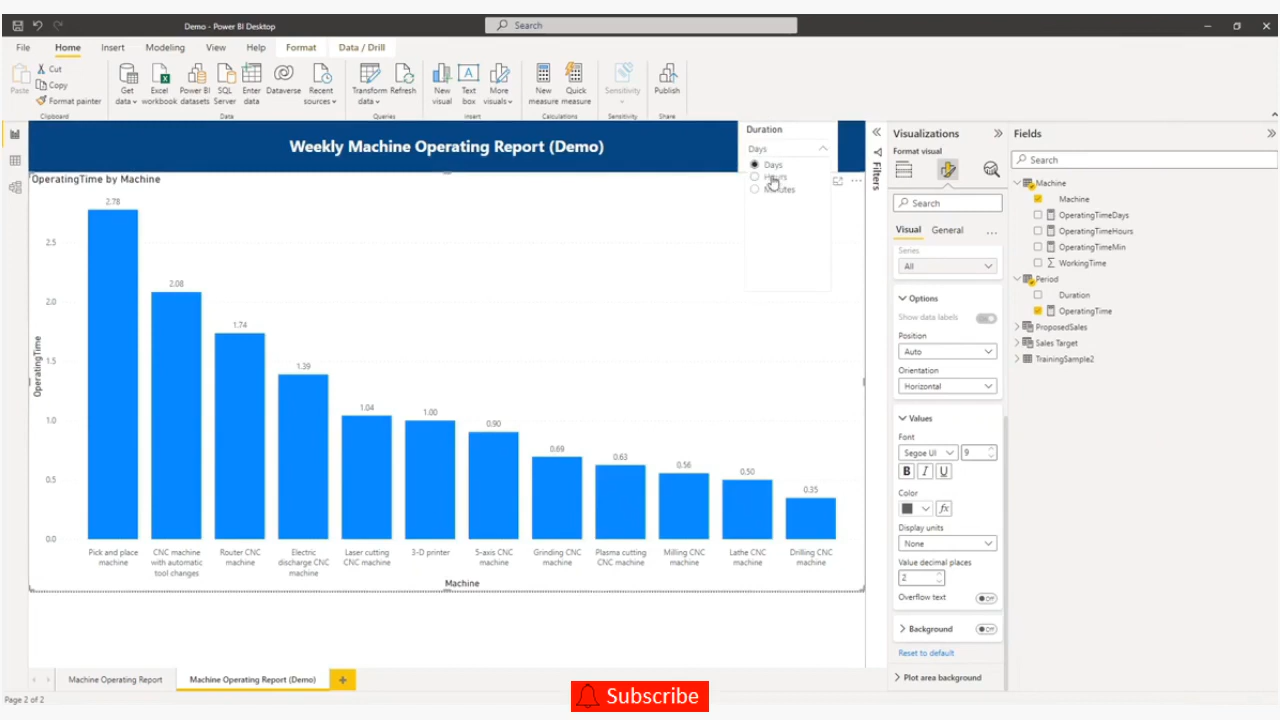 Demo - Power BI Desktop
Search
File Home Insert Modeling View Help Format Data / Drill
Paste
Cut
Copy
Format painter
Get data
Excel workbook
Power BI datasets
SQL Server
Enter data
Dataverse
Recent sources
Transform data
Refresh
New visual
Text box
More visuals
New measure
Quick measure
Sensitivity
Publish
Clipboard Data Queries Insert Calculations Sensitivity Share
Weekly Machine Operating Report (Demo)
Duration
Days
Days
Hours
Minutes
OperatingTime by Machine
2.78
2.08
1.74
1.39
1.04
1.00
0.90
0.69
0.63
0.56
0.50
0.35
2.5
2.0
1.5
1.0
0.5
0.0
OperatingTime
Pick and place machine
CNC machine with automatic tool changes
Router CNC machine
Electric discharge CNC machine
Laser cutting CNC machine
3-D printer
5-axis CNC machine
Grinding CNC machine
Plasma cutting CNC machine
Milling CNC machine
Lathe CNC machine
Drilling CNC machine
Machine
Filters
Visualizations
Format visual
Search
Visual General
Series
All
Options
Show data labels
Position
Auto
Orientation
Horizontal
Values
Font
Segoe UI 9
B I U
Color
fx
Display units
None
Value decimal places
2
Overflow text Off
Background Off
Reset to default
Plot area background
Fields
Search
Machine
Machine
OperatingTimeDays
OperatingTimeHours
OperatingTimeMin
WorkingTime
Period
Duration
OperatingTime
ProposedSales
Sales Target
TrainingSample2
Machine Operating Report Machine Operating Report (Demo)
Page 2 of 2
Subscribe